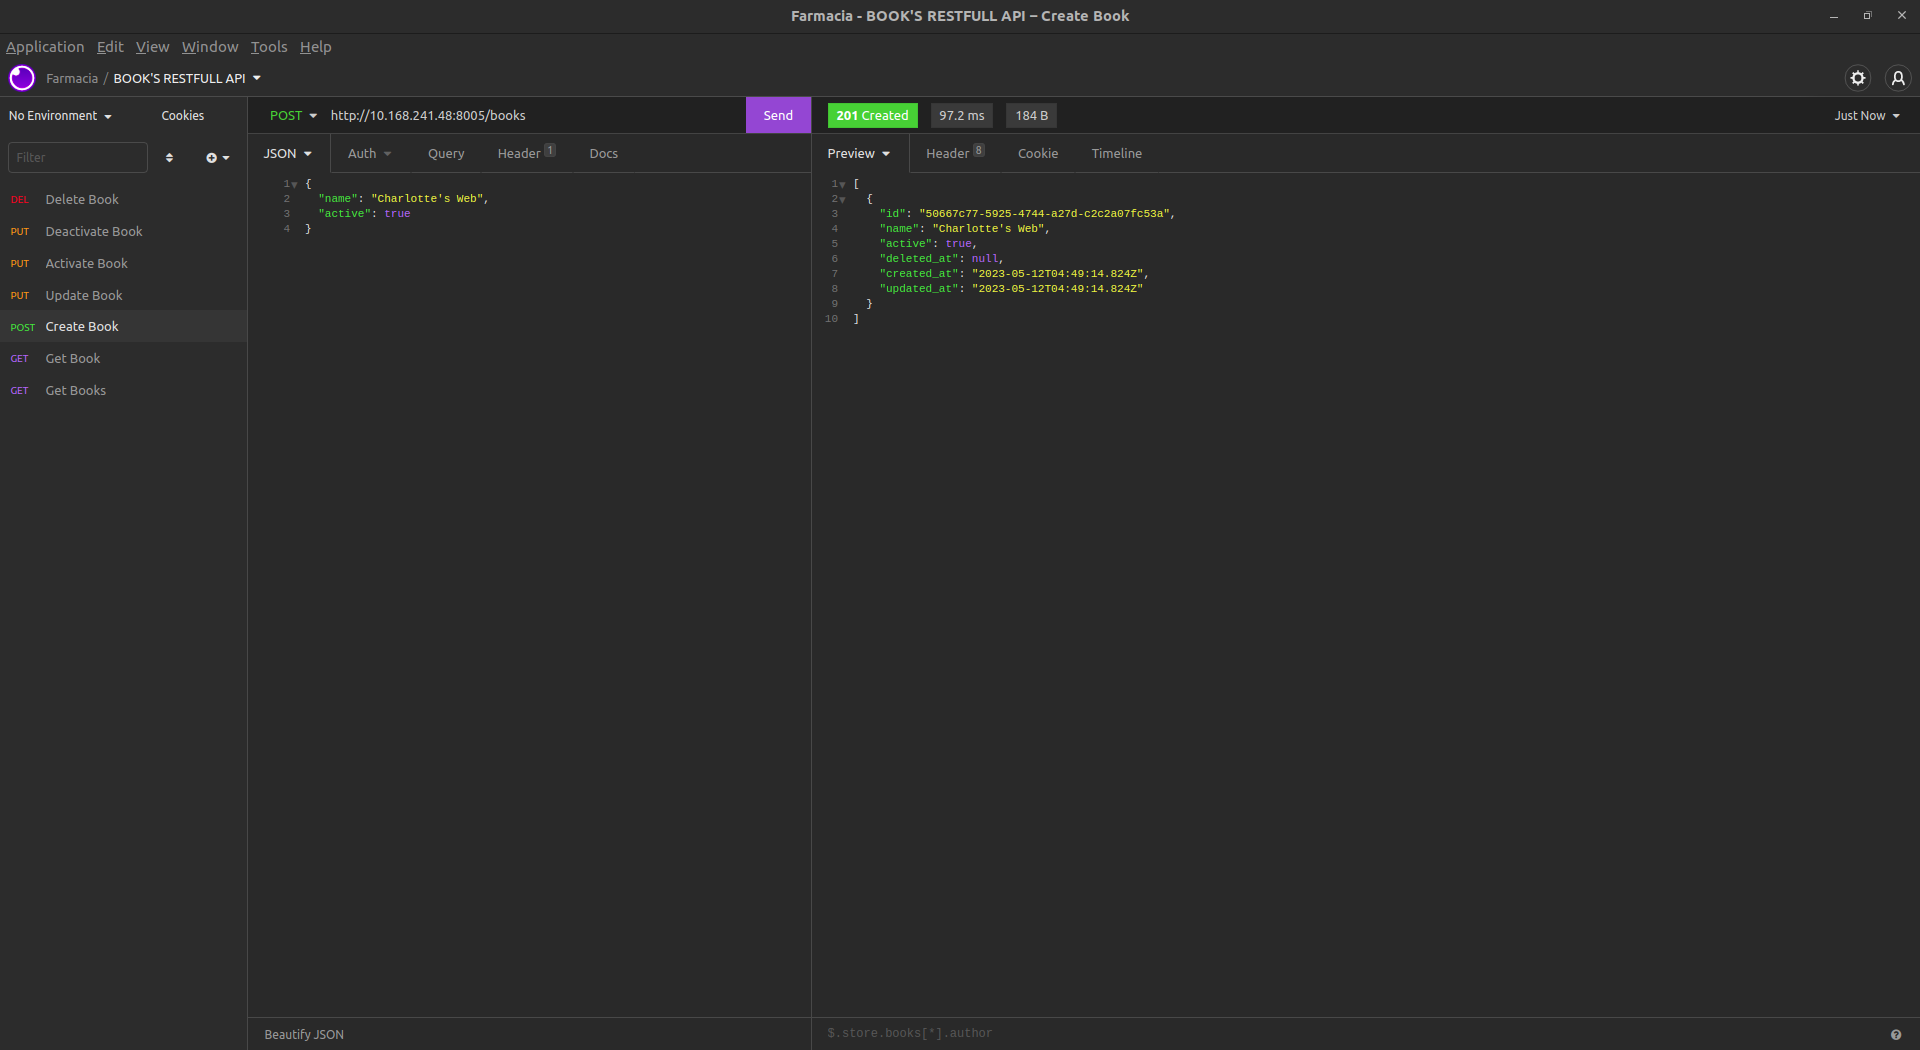 Farmacia - BOOK'S RESTFULL API – Create Book
Application Edit View Window Tools Help
Farmacia / BOOK'S RESTFULL API
No Environment Cookies
Filter
DEL Delete Book
PUT Deactivate Book
PUT Activate Book
PUT Update Book
POST Create Book
GET Get Book
GET Get Books
POST http://10.168.241.48:8005/books Send
JSON Auth Query Header 1 Docs
1 {
2 "name": "Charlotte's Web",
3 "active": true
4 }
Beautify JSON
201 Created 97.2 ms 184 B Just Now
Preview Header 8 Cookie Timeline
1 [
2 {
3 "id": "50667c77-5925-4744-a27d-c2c2a07fc53a",
4 "name": "Charlotte's Web",
5 "active": true,
6 "deleted_at": null,
7 "created_at": "2023-05-12T04:49:14.824Z",
8 "updated_at": "2023-05-12T04:49:14.824Z"
9 }
10 ]
$.store.books[*].author